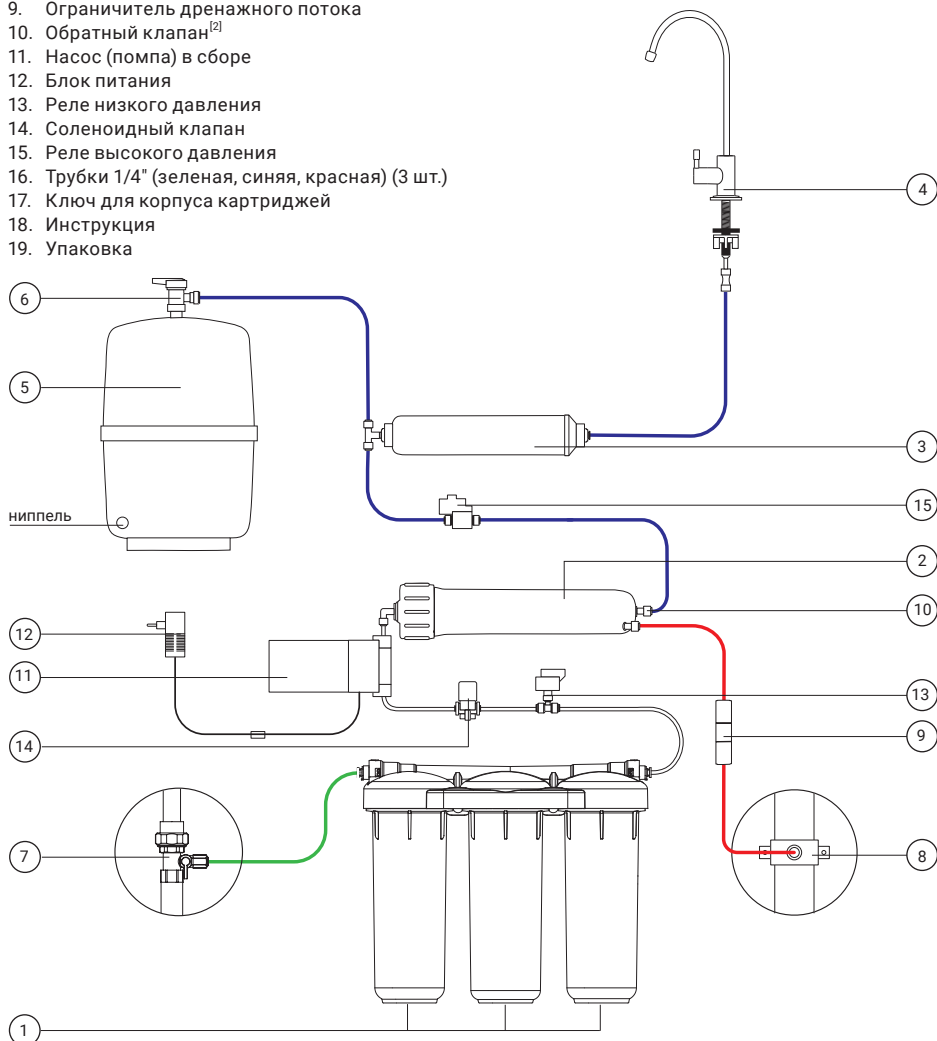 9. Ограничитель дренажного потока
10. Обратный клапан[2]
11. Насос (помпа) в сборе
12. Блок питания
13. Реле низкого давления
14. Соленоидный клапан
15. Реле высокого давления
16. Трубки 1/4" (зеленая, синяя, красная) (3 шт.)
17. Ключ для корпуса картриджей
18. Инструкция
19. Упаковка
4
6
5
3
15
ниппель
2
10
12
11
13
14
9
7
8
1